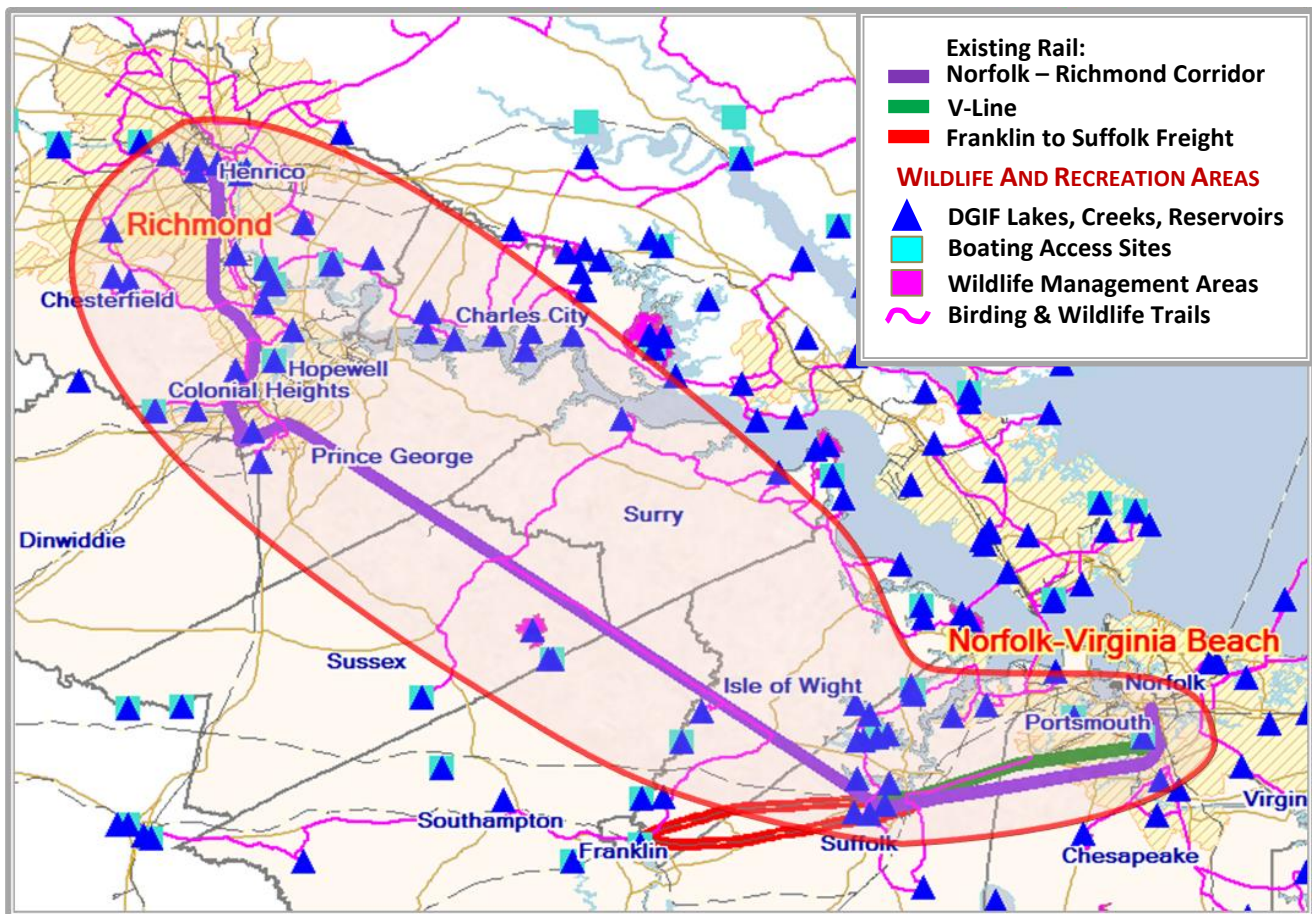 Existing Rail:
Norfolk – Richmond Corridor
V-Line
Franklin to Suffolk Freight
WILDLIFE AND RECREATION AREAS
DGIF Lakes, Creeks, Reservoirs
Boating Access Sites
Wildlife Management Areas
Birding & Wildlife Trails
Henrico
Richmond
Chesterfield
Charles City
Hopewell
Colonial Heights
Prince George
Surry
Dinwiddie
Norfolk-Virginia Beach
Sussex
Isle of Wight
Norfolk
Portsmouth
Virgin
Southampton
Franklin
Suffolk
Chesapeake